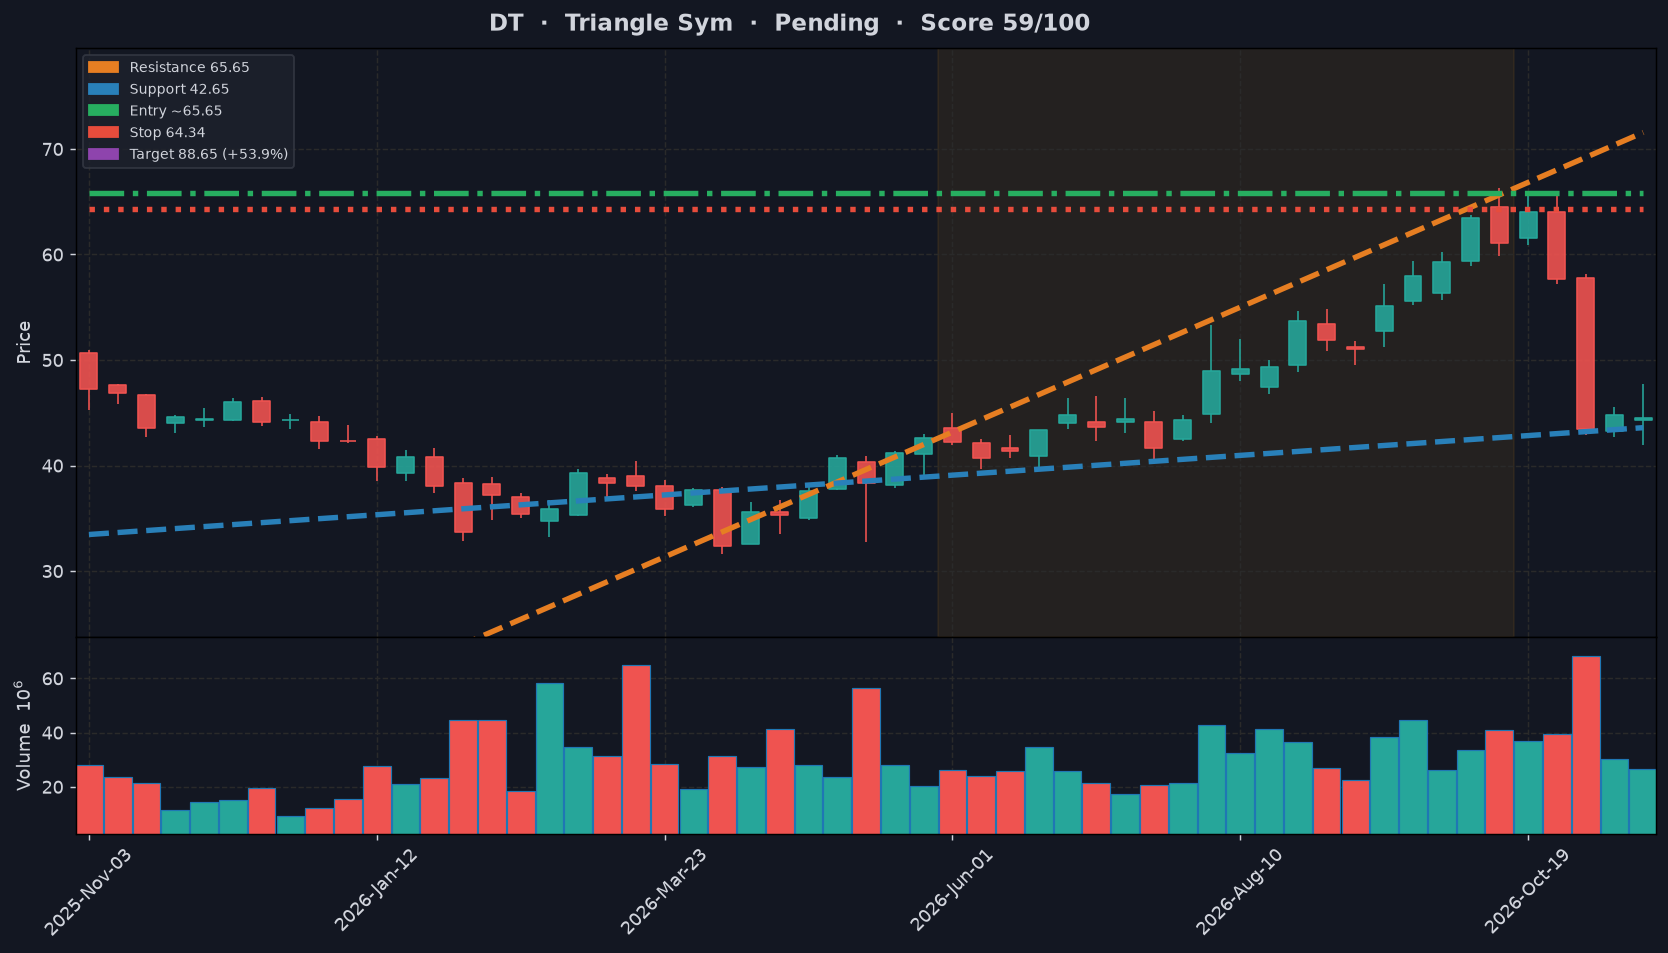 DT · Triangle Sym · Pending · Score 59/100
Resistance 65.65
Support 42.65
Entry ~65.65
Stop 64.34
Target 88.65 (+53.9%)
70
60
50
40
30
Price
60
40
20
Volume 10⁶
2025-Nov-03
2026-Jan-12
2026-Mar-23
2026-Jun-01
2026-Aug-10
2026-Oct-19